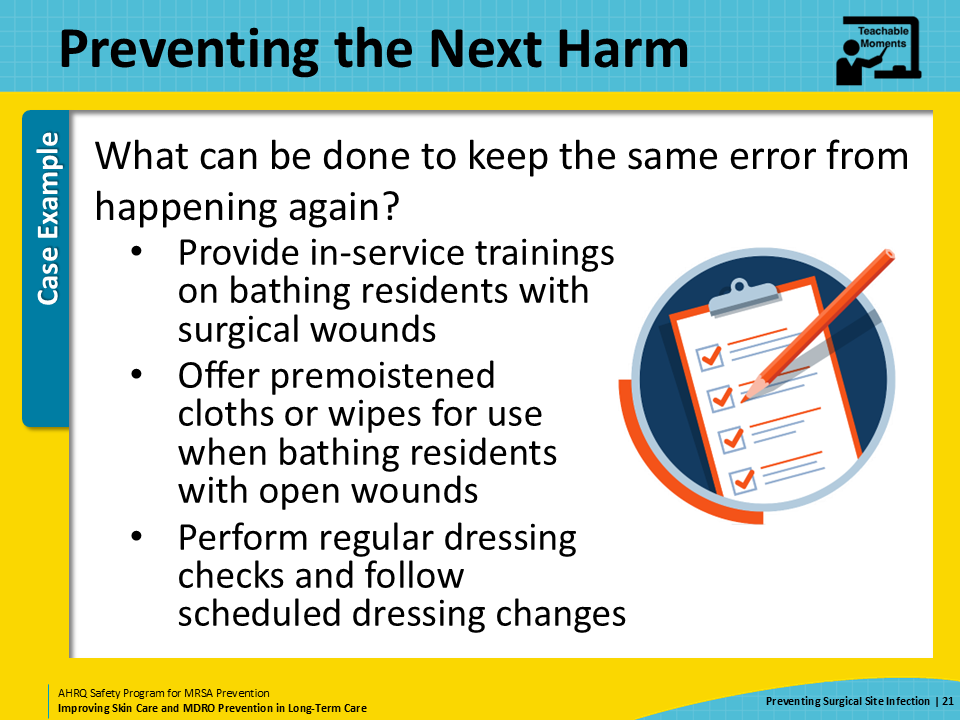 Preventing the Next Harm
Teachable
Moments
Case Example
What can be done to keep the same error from
happening again?
• Provide in-service trainings
on bathing residents with
surgical wounds
• Offer premoistened
cloths or wipes for use
when bathing residents
with open wounds
• Perform regular dressing
checks and follow
scheduled dressing changes
AHRQ Safety Program for MRSA Prevention
Improving Skin Care and MDRO Prevention in Long-Term Care
Preventing Surgical Site Infection | 21